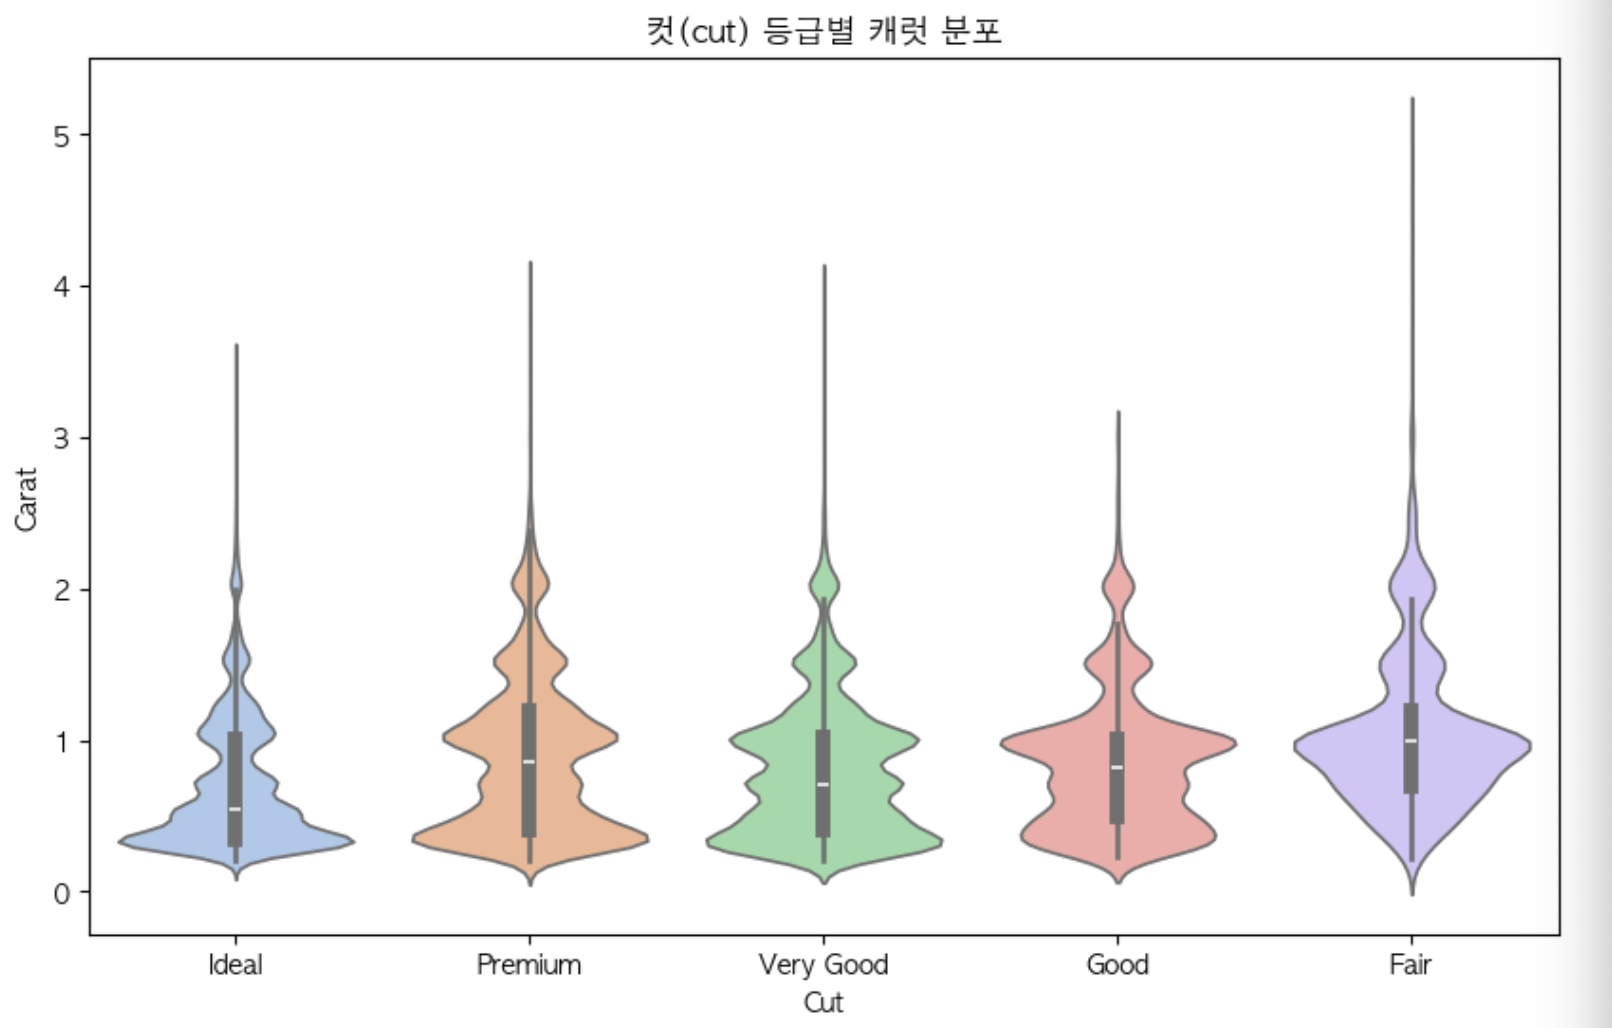 컷(cut) 등급별 캐럿 분포
5
4
3
2
1
0
Carat
Ideal
Premium
Very Good
Good
Fair
Cut